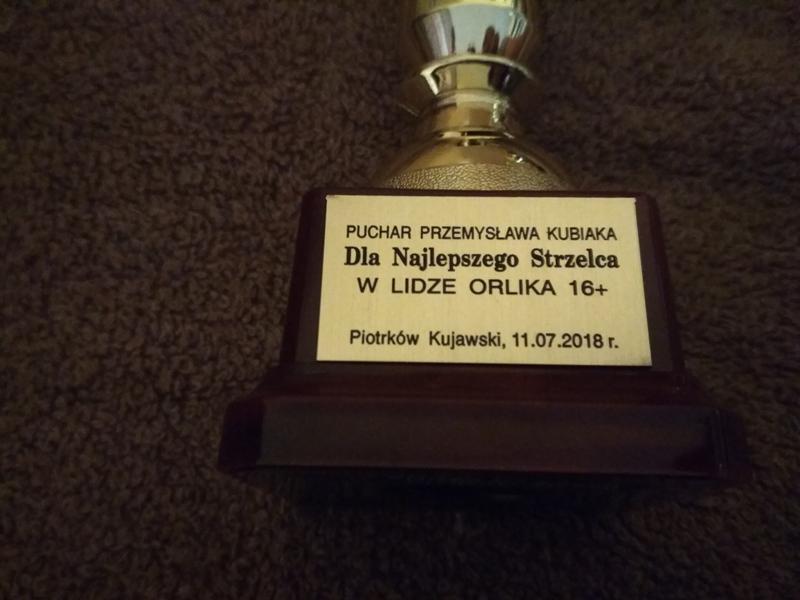 PUCHAR PRZEMYSŁAWA KUBIAKA
Dla Najlepszego Strzelca
W LIDZE ORLIKA 16+
Piotrków Kujawski, 11.07.2018 r.